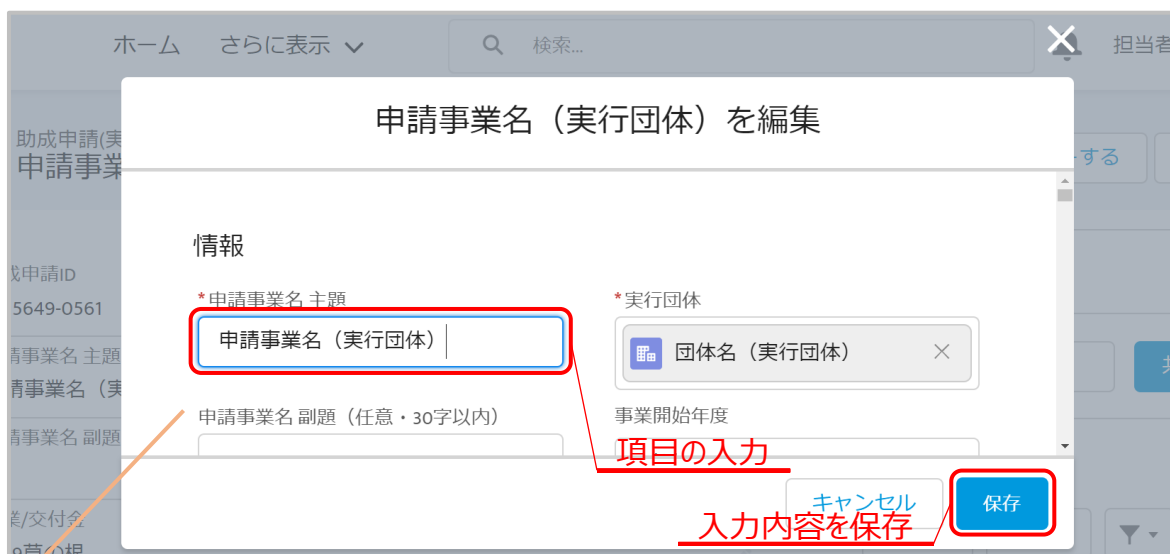 ホーム さらに表示 検索... 担当者
申請事業名（実行団体）を編集
助成申請(実
申請事業
する
情報
成申請ID
5649-0561
*申請事業名 主題 *実行団体
申請事業名（実行団体） 団体名（実行団体）
請事業名 主題
請事業名（実
申請事業名 副題（任意・30字以内） 事業開始年度
請事業名 副題
項目の入力
キャンセル 保存
入力内容を保存
業/交付金
9草の根